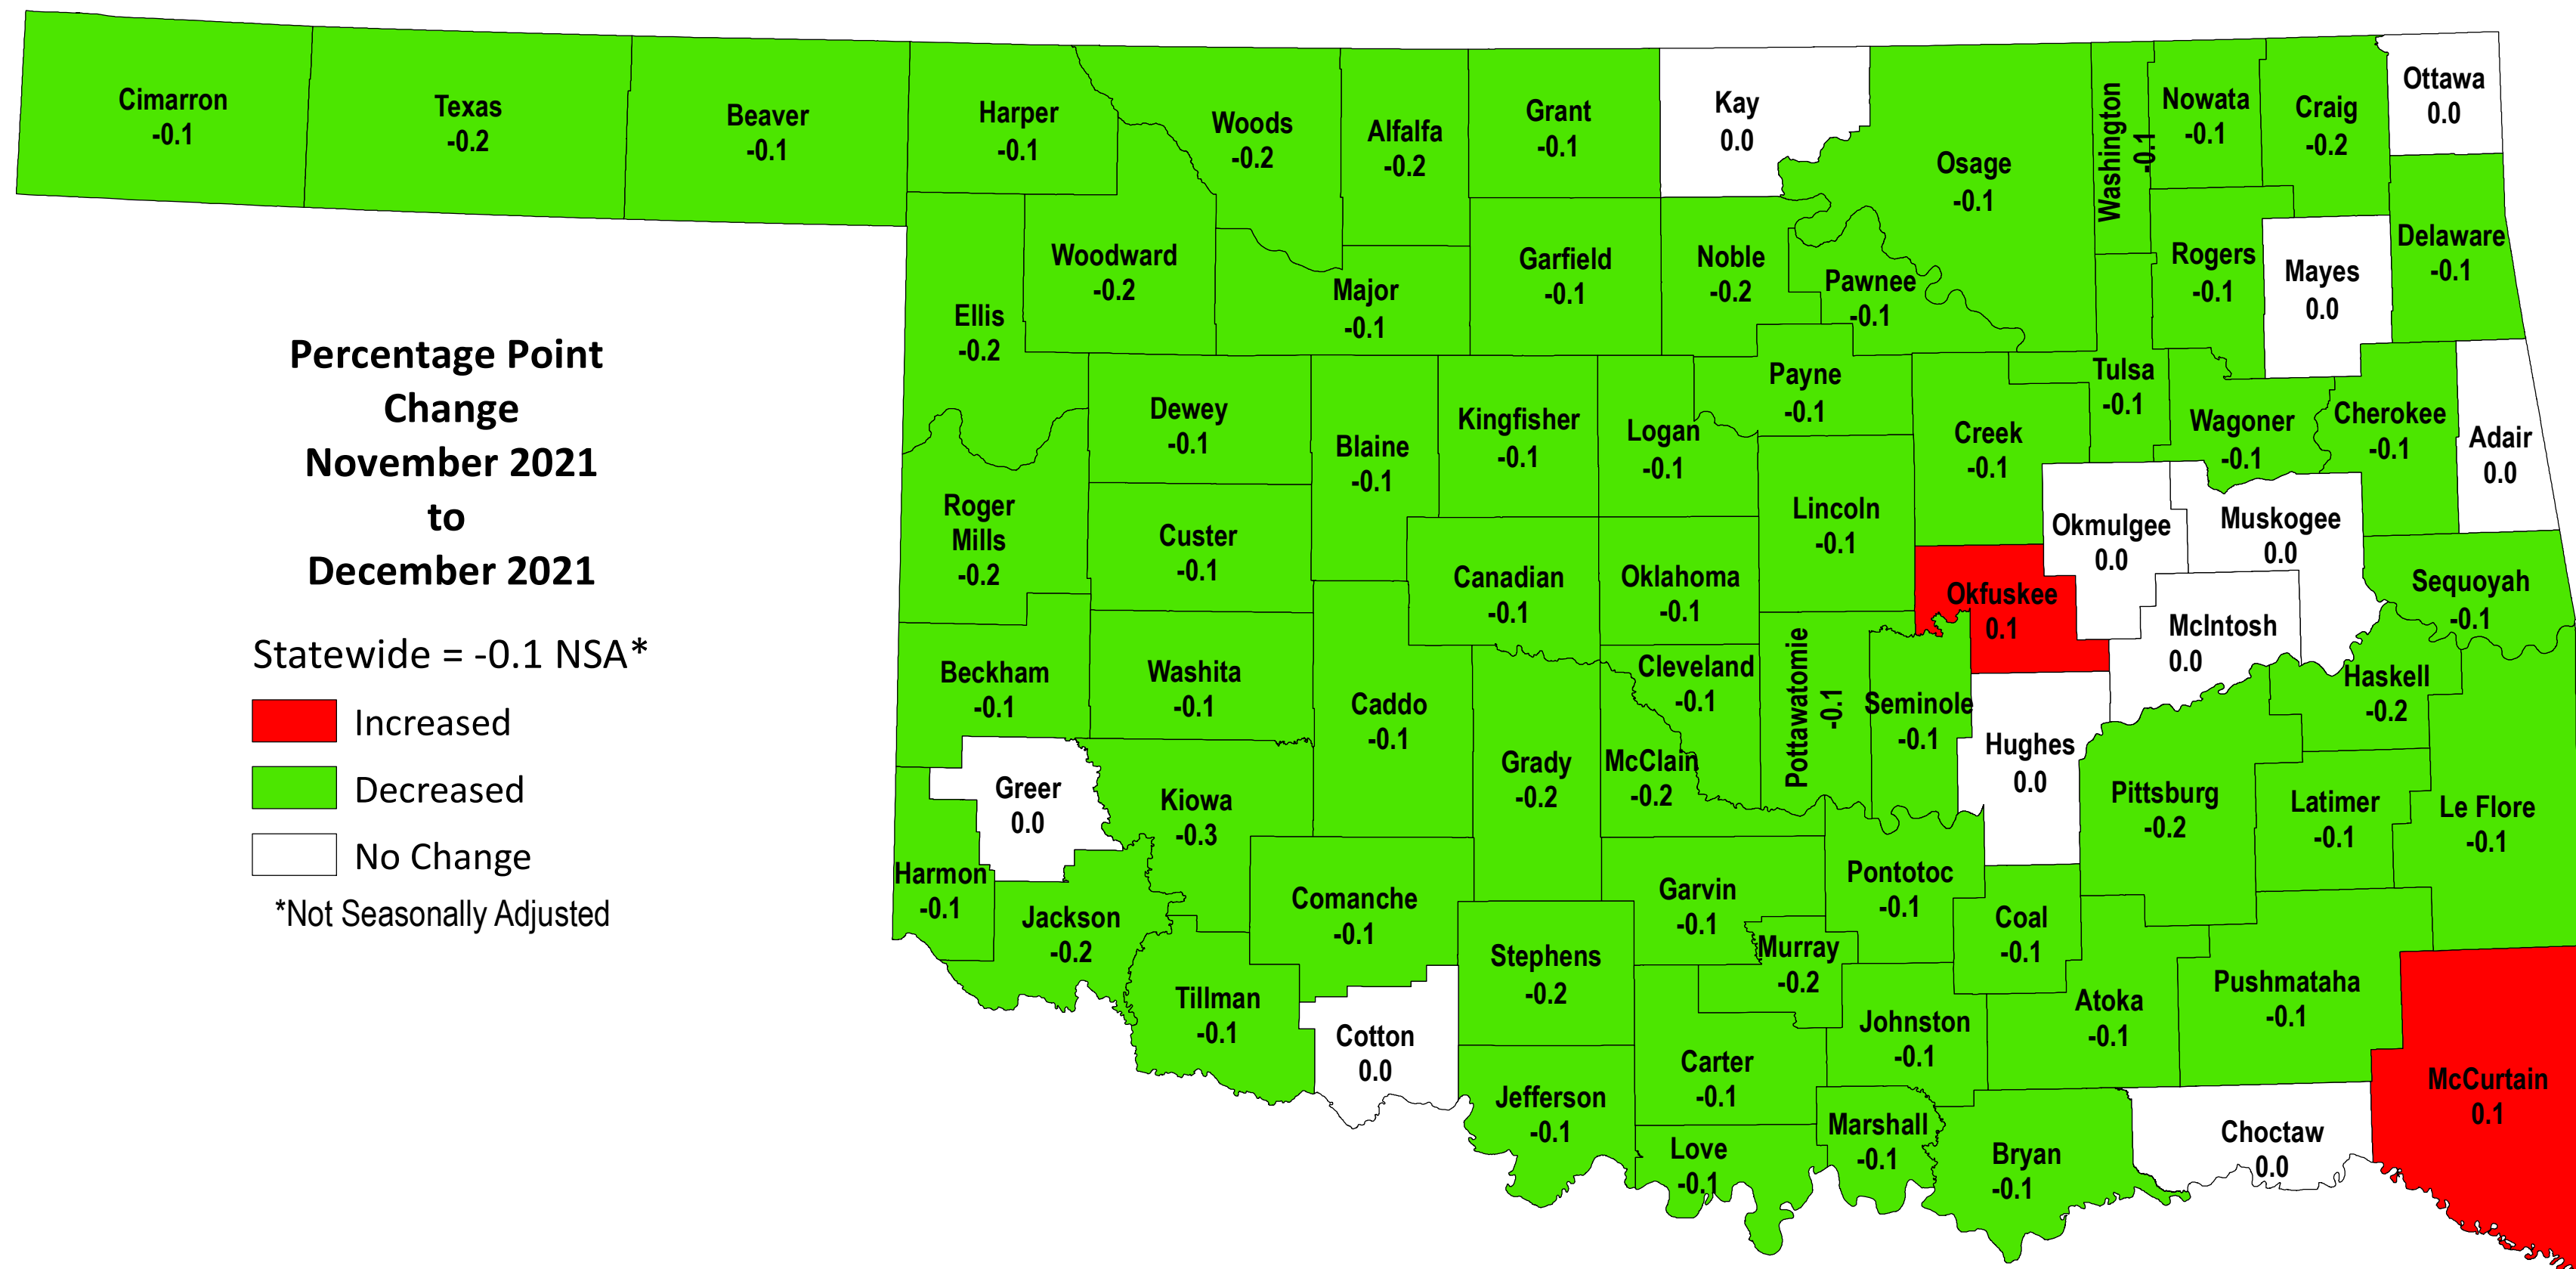 Cimarron
-0.1
Texas
-0.2
Beaver
-0.1
Harper
-0.1
Woods
-0.2
Alfalfa
-0.2
Grant
-0.1
Kay
0.0
Osage
-0.1
Washington
-0.1
Nowata
-0.1
Craig
-0.2
Ottawa
0.0
Ellis
-0.2
Woodward
-0.2
Major
-0.1
Garfield
-0.1
Noble
-0.2
Pawnee
-0.1
Rogers
-0.1
Mayes
0.0
Delaware
-0.1
Percentage Point
Change
November 2021
to
December 2021
Statewide = -0.1 NSA*
Increased
Decreased
No Change
*Not Seasonally Adjusted
Dewey
-0.1
Blaine
-0.1
Kingfisher
-0.1
Logan
-0.1
Payne
-0.1
Creek
-0.1
Tulsa
-0.1
Wagoner
-0.1
Cherokee
-0.1
Adair
0.0
Roger
Mills
-0.2
Custer
-0.1
Canadian
-0.1
Oklahoma
-0.1
Lincoln
-0.1
Okfuskee
0.1
Okmulgee
0.0
Muskogee
0.0
McIntosh
0.0
Sequoyah
-0.1
Beckham
-0.1
Washita
-0.1
Caddo
-0.1
Grady
-0.2
Cleveland
-0.1
McClain
-0.2
Pottawatomie
-0.1
Seminole
-0.1
Hughes
0.0
Haskell
-0.2
Pittsburg
-0.2
Latimer
-0.1
Le Flore
-0.1
Greer
0.0
Kiowa
-0.3
Harmon
-0.1
Jackson
-0.2
Comanche
-0.1
Stephens
-0.2
Garvin
-0.1
Murray
-0.2
Pontotoc
-0.1
Coal
-0.1
Atoka
-0.1
Pushmataha
-0.1
Tillman
-0.1
Cotton
0.0
Jefferson
-0.1
Carter
-0.1
Johnston
-0.1
Love
-0.1
Marshall
-0.1
Bryan
-0.1
Choctaw
0.0
McCurtain
0.1